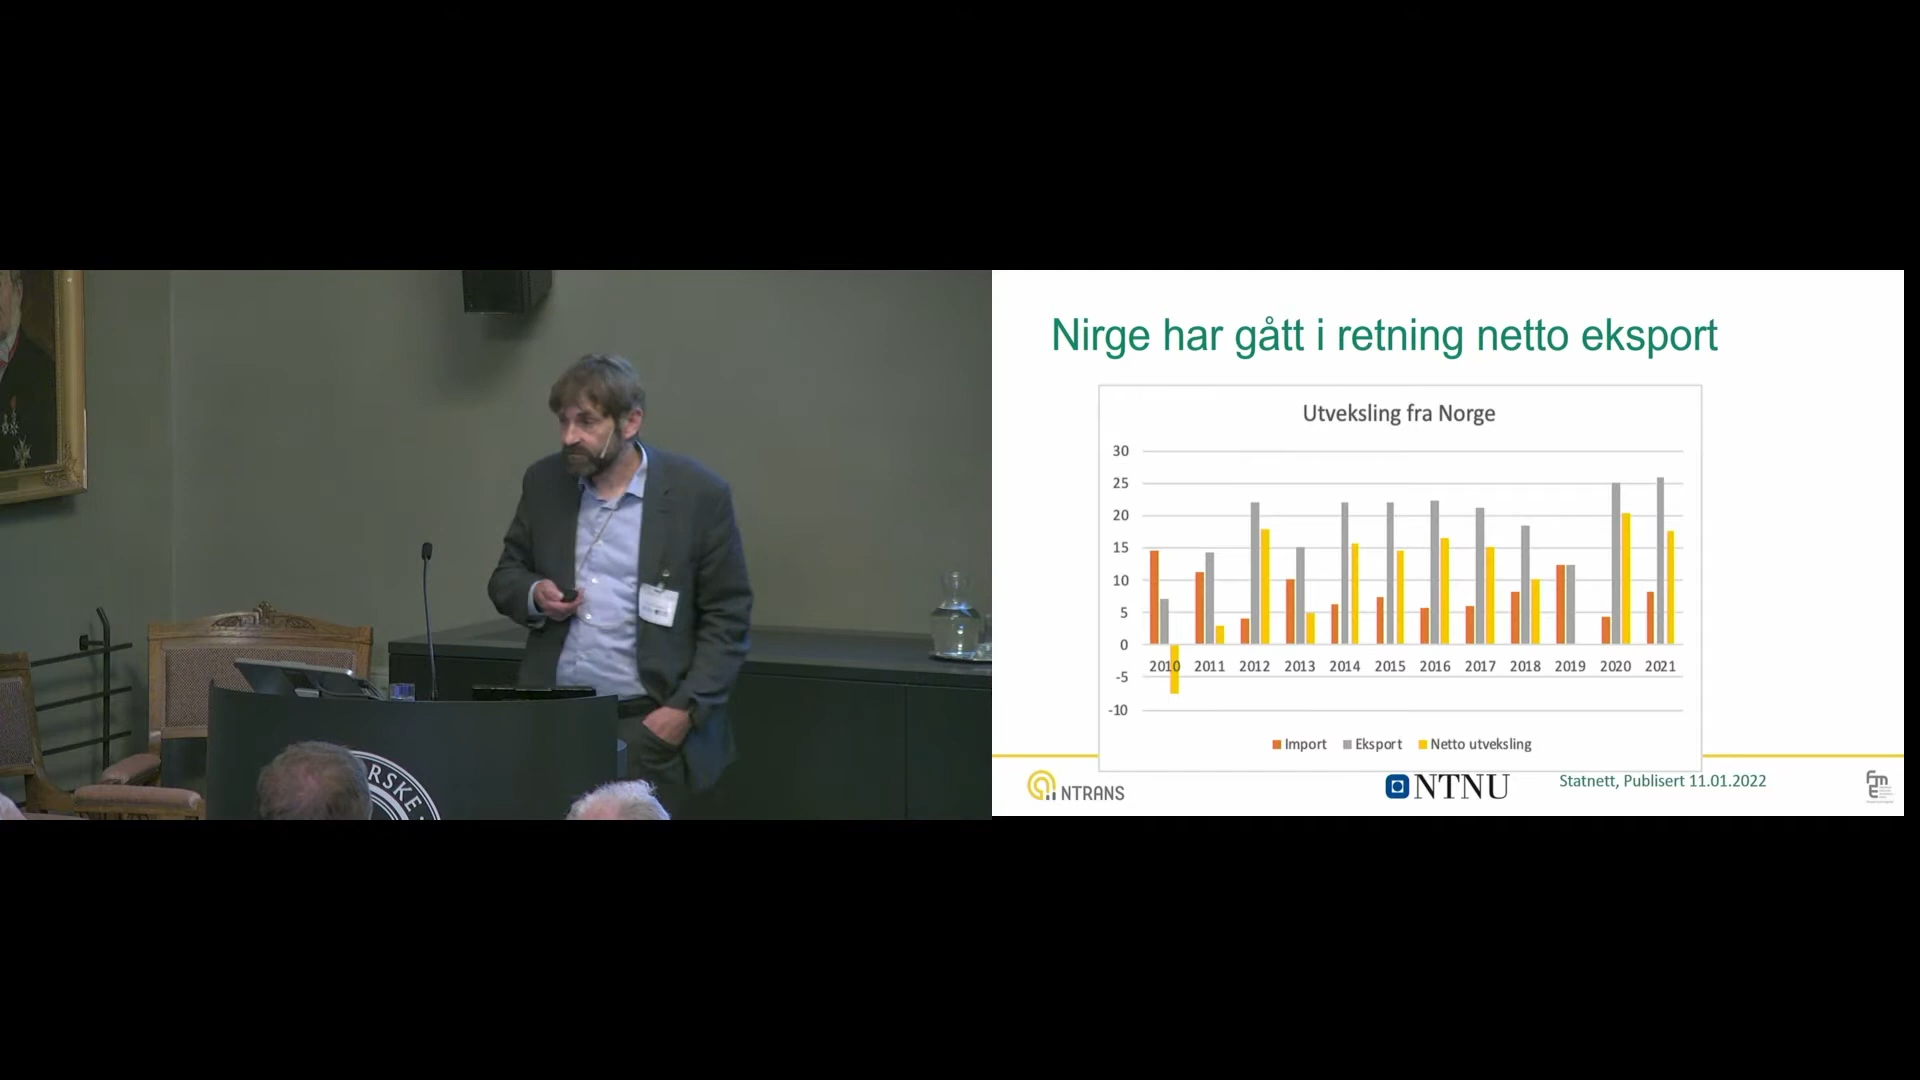 RSKE
Nirge har gått i retning netto eksport
Utveksling fra Norge
30
25
20
15
10
5
0
-5
-10
2010 2011 2012 2013 2014 2015 2016 2017 2018 2019 2020 2021
Import Eksport Netto utveksling
NTRANS
NTNU
Statnett, Publisert 11.01.2022
fme